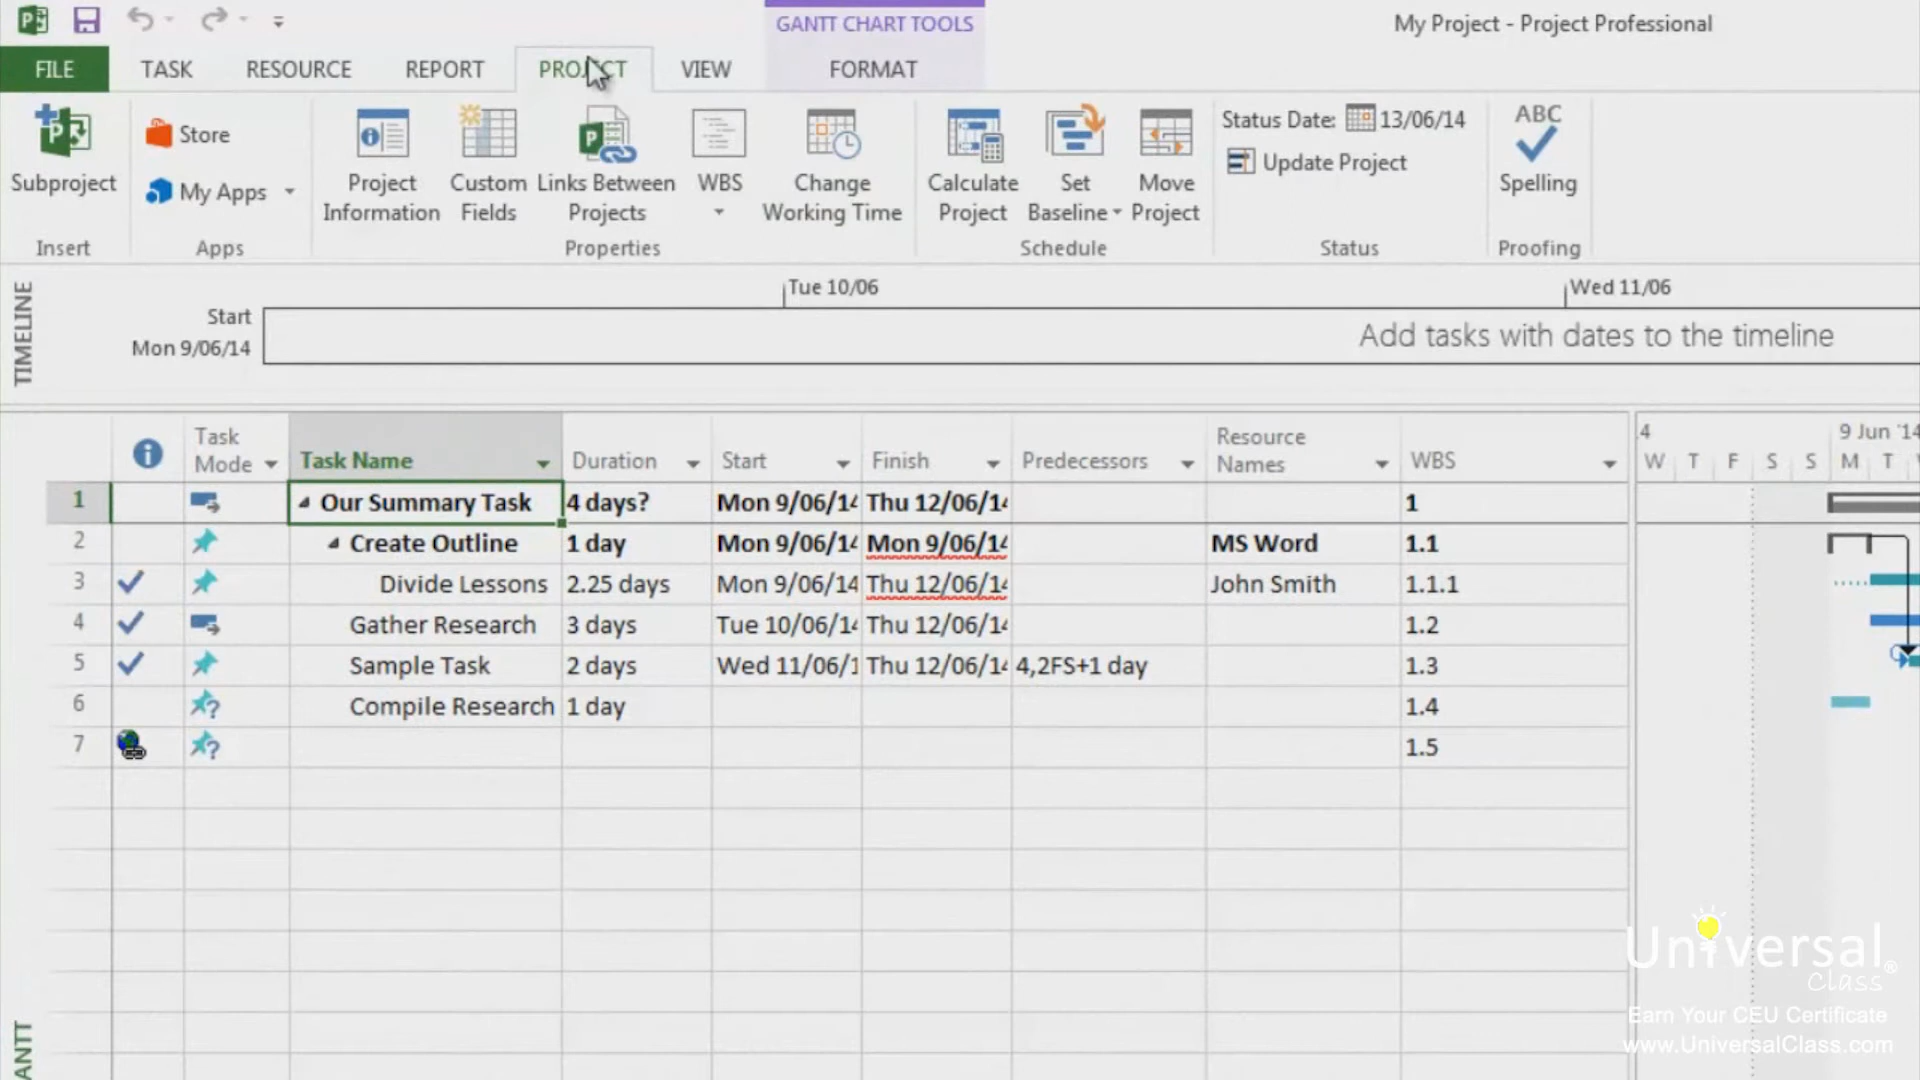 GANTT CHART TOOLS
My Project - Project Professional
FILE TASK RESOURCE REPORT PROJECT VIEW FORMAT
Subproject
Insert
Store
My Apps
Apps
Project Information
Custom Fields
Links Between Projects
WBS
Change Working Time
Properties
Calculate Project
Set Baseline
Move Project
Schedule
Status Date: 13/06/14
Update Project
Status
ABC
Spelling
Proofing
TIMELINE
Tue 10/06
Wed 11/06
Start
Mon 9/06/14
Add tasks with dates to the timeline
Task Mode Task Name Duration Start Finish Predecessors Resource Names WBS
4 9 Jun '14
W T F S S M T
1 Our Summary Task 4 days? Mon 9/06/14 Thu 12/06/14 1
2 Create Outline 1 day Mon 9/06/14 Mon 9/06/14 MS Word 1.1
3 Divide Lessons 2.25 days Mon 9/06/14 Thu 12/06/14 John Smith 1.1.1
4 Gather Research 3 days Tue 10/06/14 Thu 12/06/14 1.2
5 Sample Task 2 days Wed 11/06/1 Thu 12/06/14 4,2FS+1 day 1.3
6 Compile Research 1 day 1.4
7 1.5
Universal
Class®
Earn Your CEU Certificate
www.UniversalClass.com
ANTT